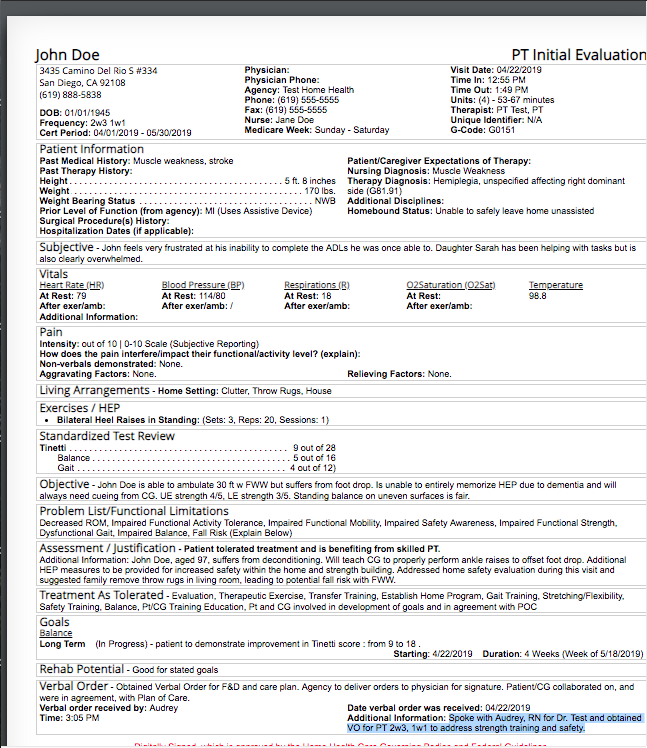 John Doe PT Initial Evaluation
3435 Camino Del Rio S #334 Physician: Visit Date: 04/22/2019
San Diego, CA 92108 Physician Phone: Time In: 12:55 PM
(619) 888-5838 Agency: Test Home Health Time Out: 1:49 PM
Phone: (619) 555-5555 Units: (4) - 53-67 minutes
DOB: 01/01/1945 Fax: (619) 555-5555 Therapist: PT Test, PT
Frequency: 2w3 1w1 Nurse: Jane Doe Unique Identifier: N/A
Cert Period: 04/01/2019 - 05/30/2019 Medicare Week: Sunday - Saturday G-Code: G0151
Patient Information
Past Medical History: Muscle weakness, stroke Patient/Caregiver Expectations of Therapy:
Past Therapy History: Nursing Diagnosis: Muscle Weakness
Height 5 ft. 8 inches Therapy Diagnosis: Hemiplegia, unspecified affecting right dominant
Weight 170 lbs. side (G81.91)
Weight Bearing Status NWB Additional Disciplines:
Prior Level of Function (from agency): MI (Uses Assistive Device) Homebound Status: Unable to safely leave home unassisted
Surgical Procedure(s) History:
Hospitalization Dates (if applicable):
Subjective - John feels very frustrated at his inability to complete the ADLs he was once able to. Daughter Sarah has been helping with tasks but is
also clearly overwhelmed.
Vitals
Heart Rate (HR) Blood Pressure (BP) Respirations (R) O2Saturation (O2Sat) Temperature
At Rest: 79 At Rest: 114/80 At Rest: 18 At Rest: 98.8
After exer/amb: After exer/amb: / After exer/amb: After exer/amb:
Additional Information:
Pain
Intensity: out of 10 | 0-10 Scale (Subjective Reporting)
How does the pain interfere/impact their functional/activity level? (explain):
Non-verbals demonstrated: None.
Aggravating Factors: None. Relieving Factors: None.
Living Arrangements - Home Setting: Clutter, Throw Rugs, House
Exercises / HEP
• Bilateral Heel Raises in Standing: (Sets: 3, Reps: 20, Sessions: 1)
Standardized Test Review
Tinetti 9 out of 28
Balance 5 out of 16
Gait 4 out of 12)
Objective - John Doe is able to ambulate 30 ft w FWW but suffers from foot drop. Is unable to entirely memorize HEP due to dementia and will
always need cueing from CG. UE strength 4/5, LE strength 3/5. Standing balance on uneven surfaces is fair.
Problem List/Functional Limitations
Decreased ROM, Impaired Functional Activity Tolerance, Impaired Functional Mobility, Impaired Safety Awareness, Impaired Functional Strength,
Dysfunctional Gait, Impaired Balance, Fall Risk (Explain Below)
Assessment / Justification - Patient tolerated treatment and is benefiting from skilled PT.
Additional Information: John Doe, aged 97, suffers from deconditioning. Will teach CG to properly perform ankle raises to offset foot drop. Additional
HEP measures to be provided for increased safety within the home and strength building. Addressed home safety evaluation during this visit and
suggested family remove throw rugs in living room, leading to potential fall risk with FWW.
Treatment As Tolerated - Evaluation, Therapeutic Exercise, Transfer Training, Establish Home Program, Gait Training, Stretching/Flexibility,
Safety Training, Balance, Pt/CG Training Education, Pt and CG involved in development of goals and in agreement with POC
Goals
Balance
Long Term (In Progress) - patient to demonstrate improvement in Tinetti score : from 9 to 18 .
Starting: 4/22/2019 Duration: 4 Weeks (Week of 5/18/2019)
Rehab Potential - Good for stated goals
Verbal Order - Obtained Verbal Order for F&D and care plan. Agency to deliver orders to physician for signature. Patient/CG collaborated on, and
were in agreement with, Plan of Care.
Verbal order received by: Audrey Date verbal order was received: 04/22/2019
Time: 3:05 PM Additional Information: Spoke with Audrey, RN for Dr. Test and obtained
VO for PT 2w3, 1w1 to address strength training and safety.